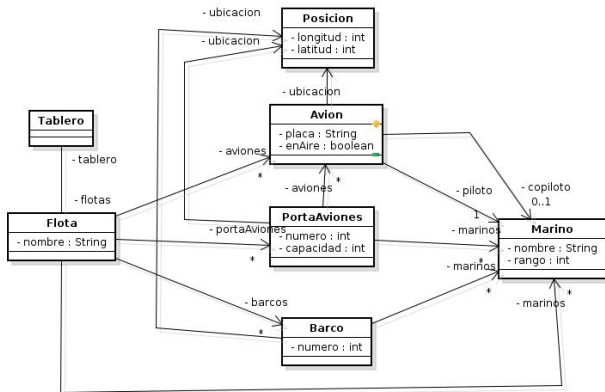 - ubicacion
Posicion
- ubicacion
- longitud : int
- latitud : int
- ubicacion
Avion
Tablero
- placa : String
- enAire : boolean
- tablero
- aviones
*
- flotas
- aviones
*
- piloto
1
- copiloto
0..1
PortaAviones
Flota
- nombre : String
- portaAviones
*
- numero : int
- capacidad : int
- marinos
*
Marino
- nombre : String
- rango : int
- marinos
*
- marinos
*
- barcos
*
Barco
- numero : int